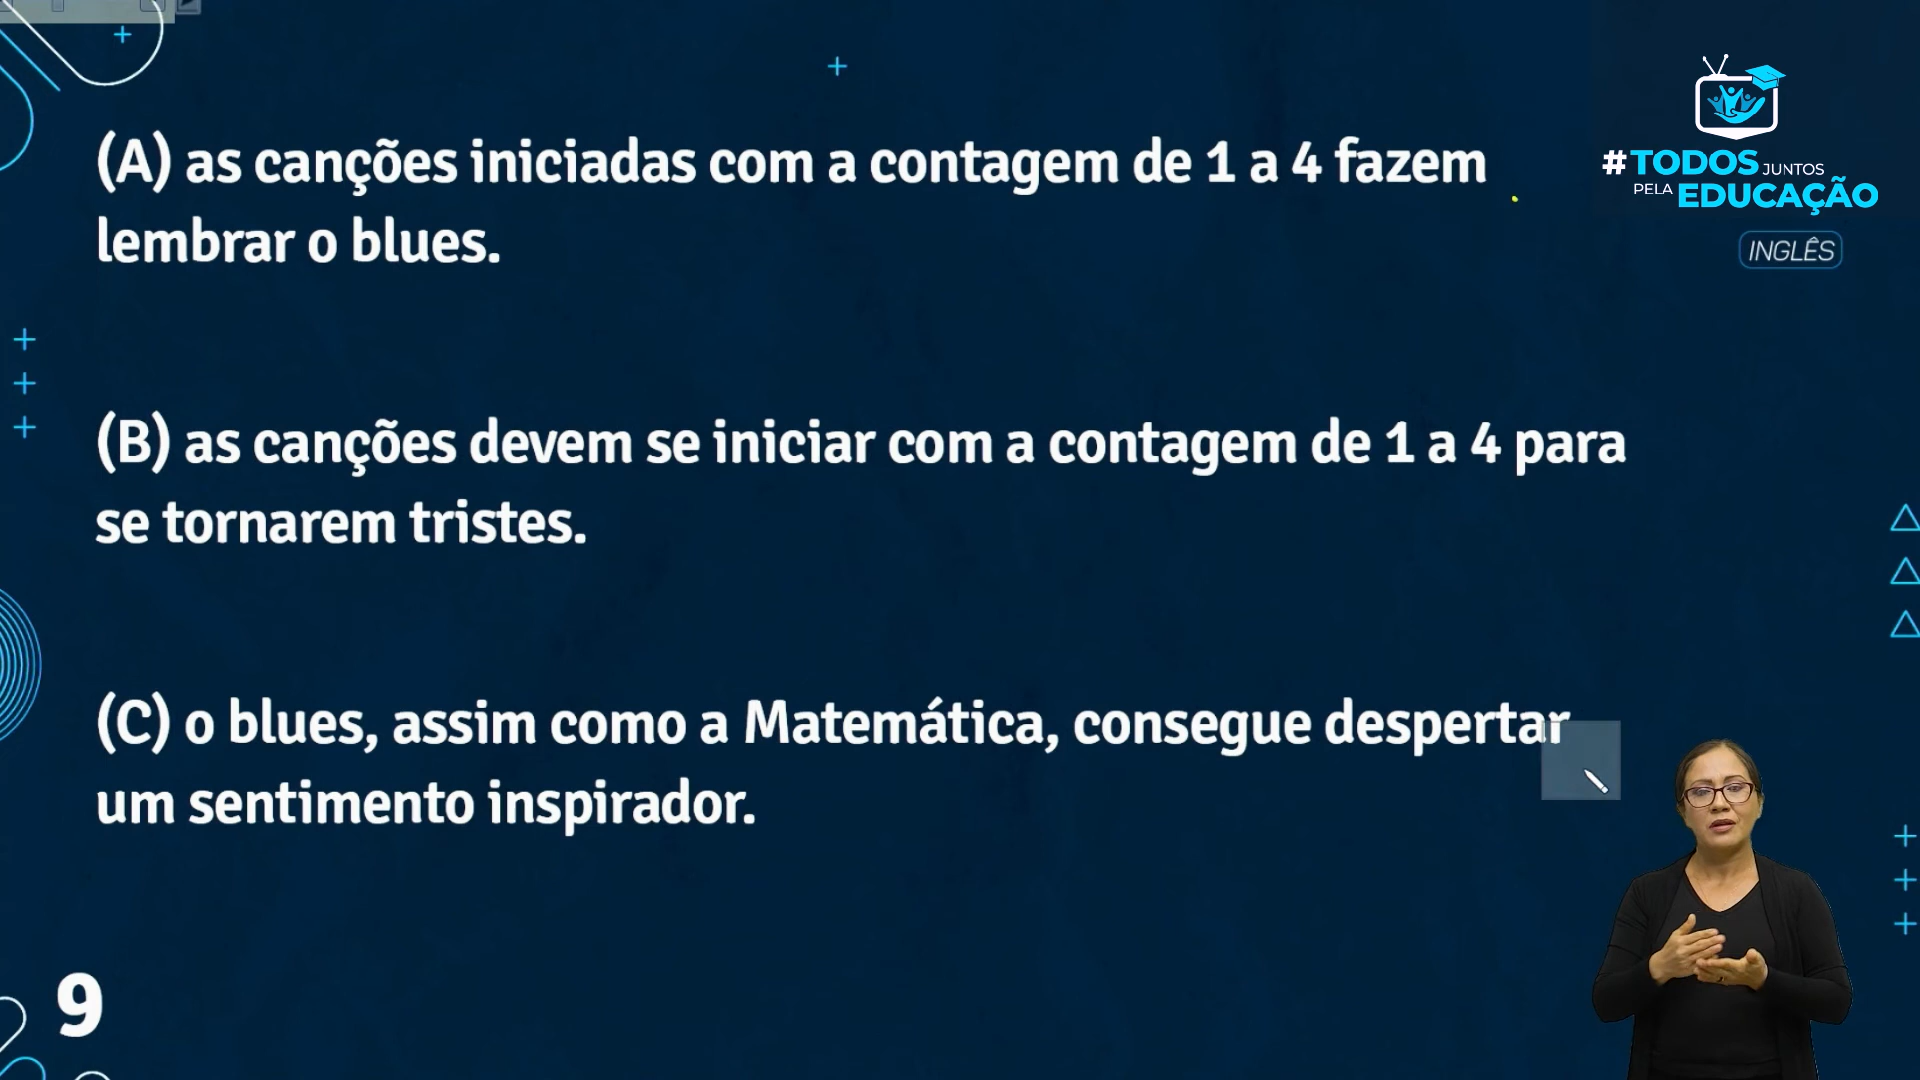 (A) as canções iniciadas com a contagem de 1 a 4 fazem
lembrar o blues.
(B) as canções devem se iniciar com a contagem de 1 a 4 para
se tornarem tristes.
(C) o blues, assim como a Matemática, consegue despertar
um sentimento inspirador.
9
#TODOS JUNTOS
PELA EDUCAÇÃO
INGLÊS